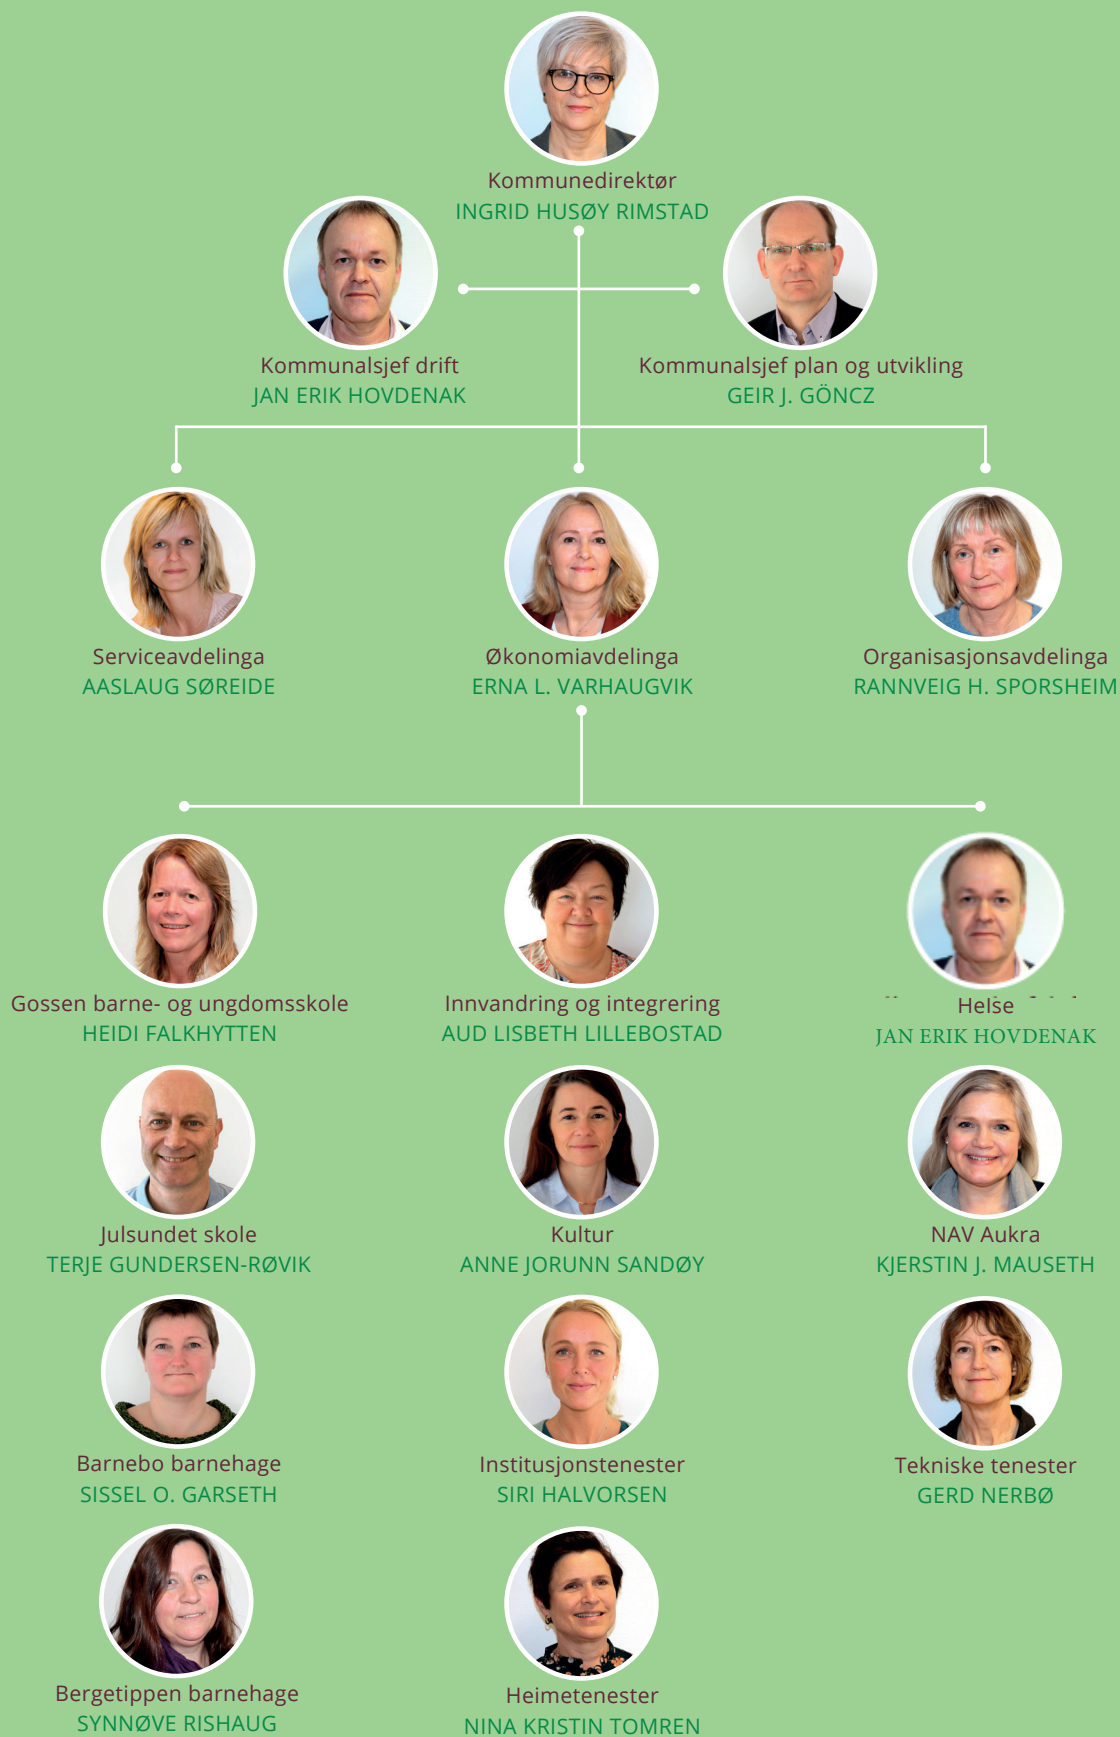 Kommunedirektør
INGRID HUSØY RIMSTAD
Kommunalsjef drift
JAN ERIK HOVDENAK
Kommunalsjef plan og utvikling
GEIR J. GÖNCZ
Serviceavdelinga
AASLAUG SØREIDE
Økonomiavdelinga
ERNA L. VARHAUGVIK
Organisasjonsavdelinga
RANNVEIG H. SPORSHEIM
Gossen barne- og ungdomsskole
HEIDI FALKHYTTEN
Innvandring og integrering
AUD LISBETH LILLEBOSTAD
Helse
JAN ERIK HOVDENAK
Julsundet skole
TERJE GUNDERSEN-RØVIK
Kultur
ANNE JORUNN SANDØY
NAV Aukra
KJERSTIN J. MAUSETH
Barnebo barnehage
SISSEL O. GARSETH
Institusjonstenester
SIRI HALVORSEN
Tekniske tenester
GERD NERBØ
Bergetippen barnehage
SYNNØVE RISHAUG
Heimetenester
NINA KRISTIN TOMREN